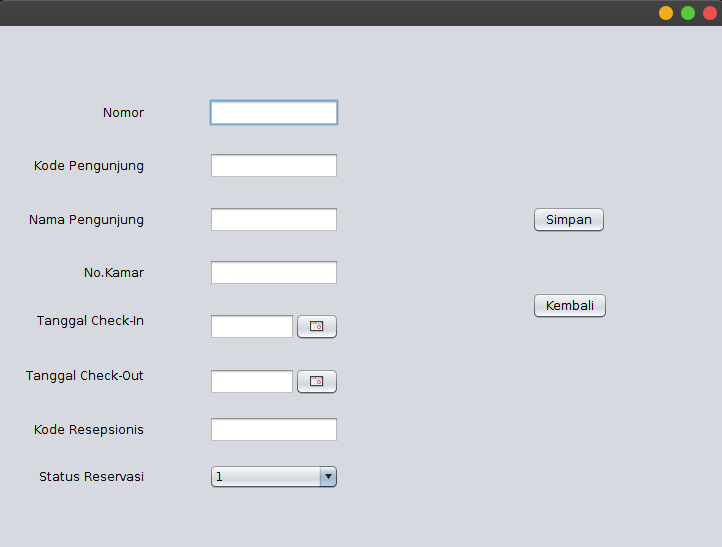 Nomor
Kode Pengunjung
Nama Pengunjung
Simpan
No.Kamar
Kembali
Tanggal Check-In
Tanggal Check-Out
Kode Resepsionis
Status Reservasi
1